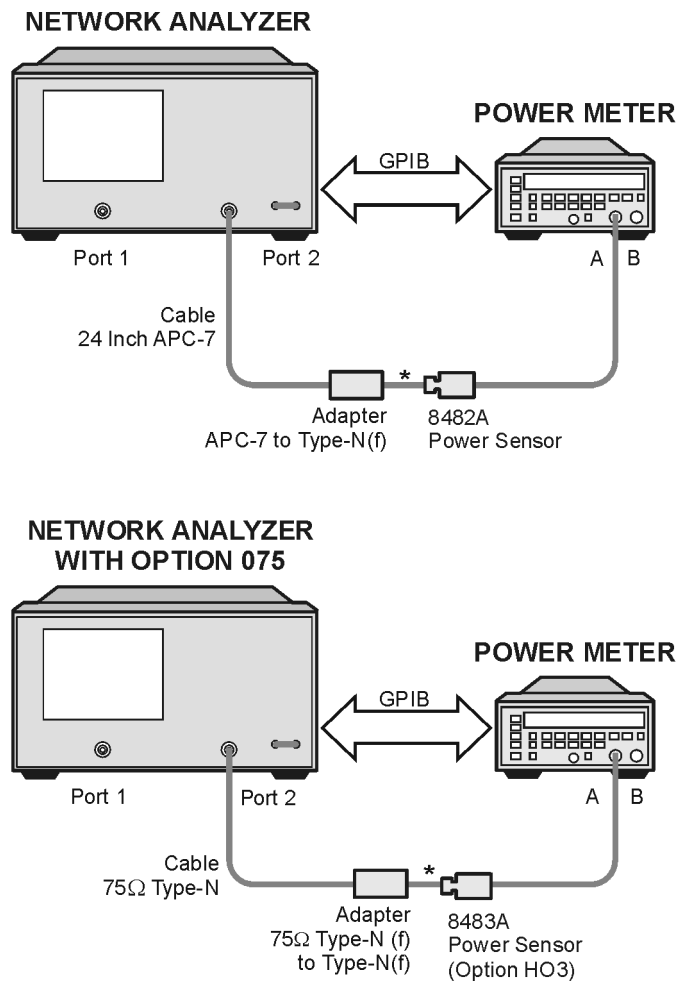 NETWORK ANALYZER
POWER METER
GPIB
Port 1
Port 2
A
B
Cable
24 Inch APC-7
*
Adapter
APC-7 to Type-N(f)
8482A
Power Sensor
NETWORK ANALYZER
WITH OPTION 075
POWER METER
GPIB
Port 1
Port 2
A
B
Cable
75Ω Type-N
*
Adapter
75Ω Type-N (f)
to Type-N(f)
8483A
Power Sensor
(Option HO3)